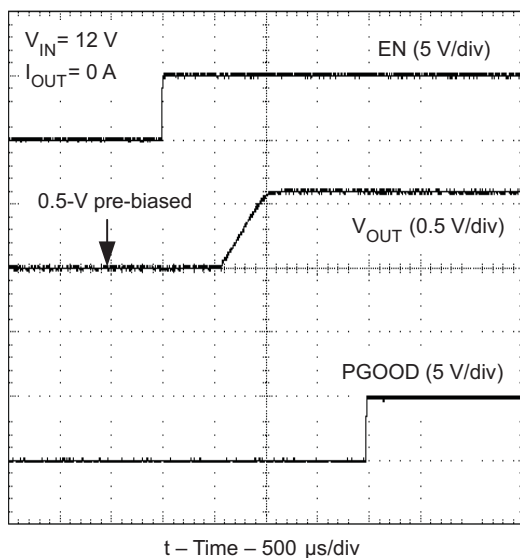 V_IN = 12 V
I_OUT = 0 A
EN (5 V/div)
0.5-V pre-biased
V_OUT (0.5 V/div)
PGOOD (5 V/div)
t – Time – 500 μs/div